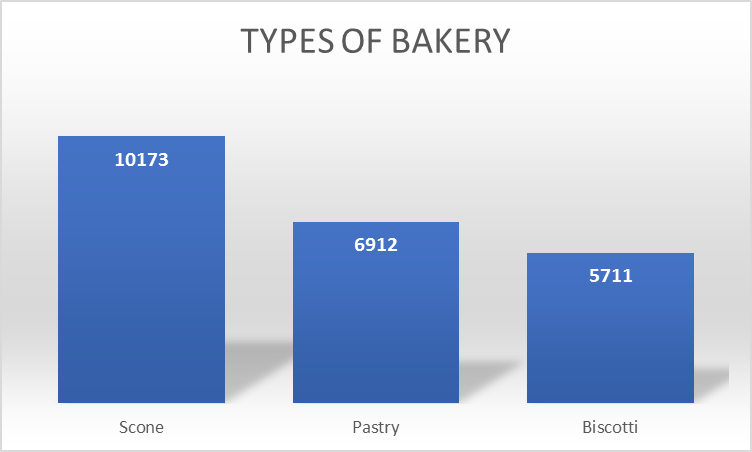 TYPES OF BAKERY
10173
6912
5711
Scone
Pastry
Biscotti